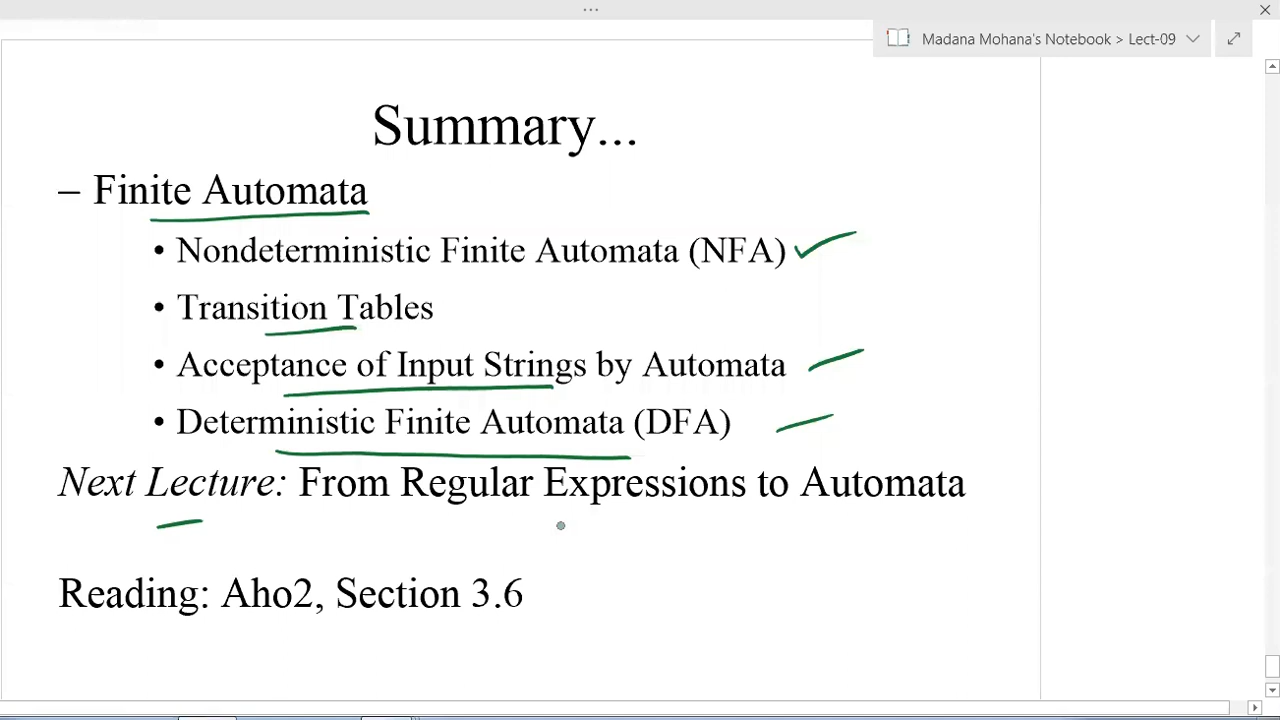 Madana Mohana's Notebook > Lect-09
Summary...
– Finite Automata
• Nondeterministic Finite Automata (NFA)
• Transition Tables
• Acceptance of Input Strings by Automata
• Deterministic Finite Automata (DFA)
Next Lecture: From Regular Expressions to Automata
Reading: Aho2, Section 3.6